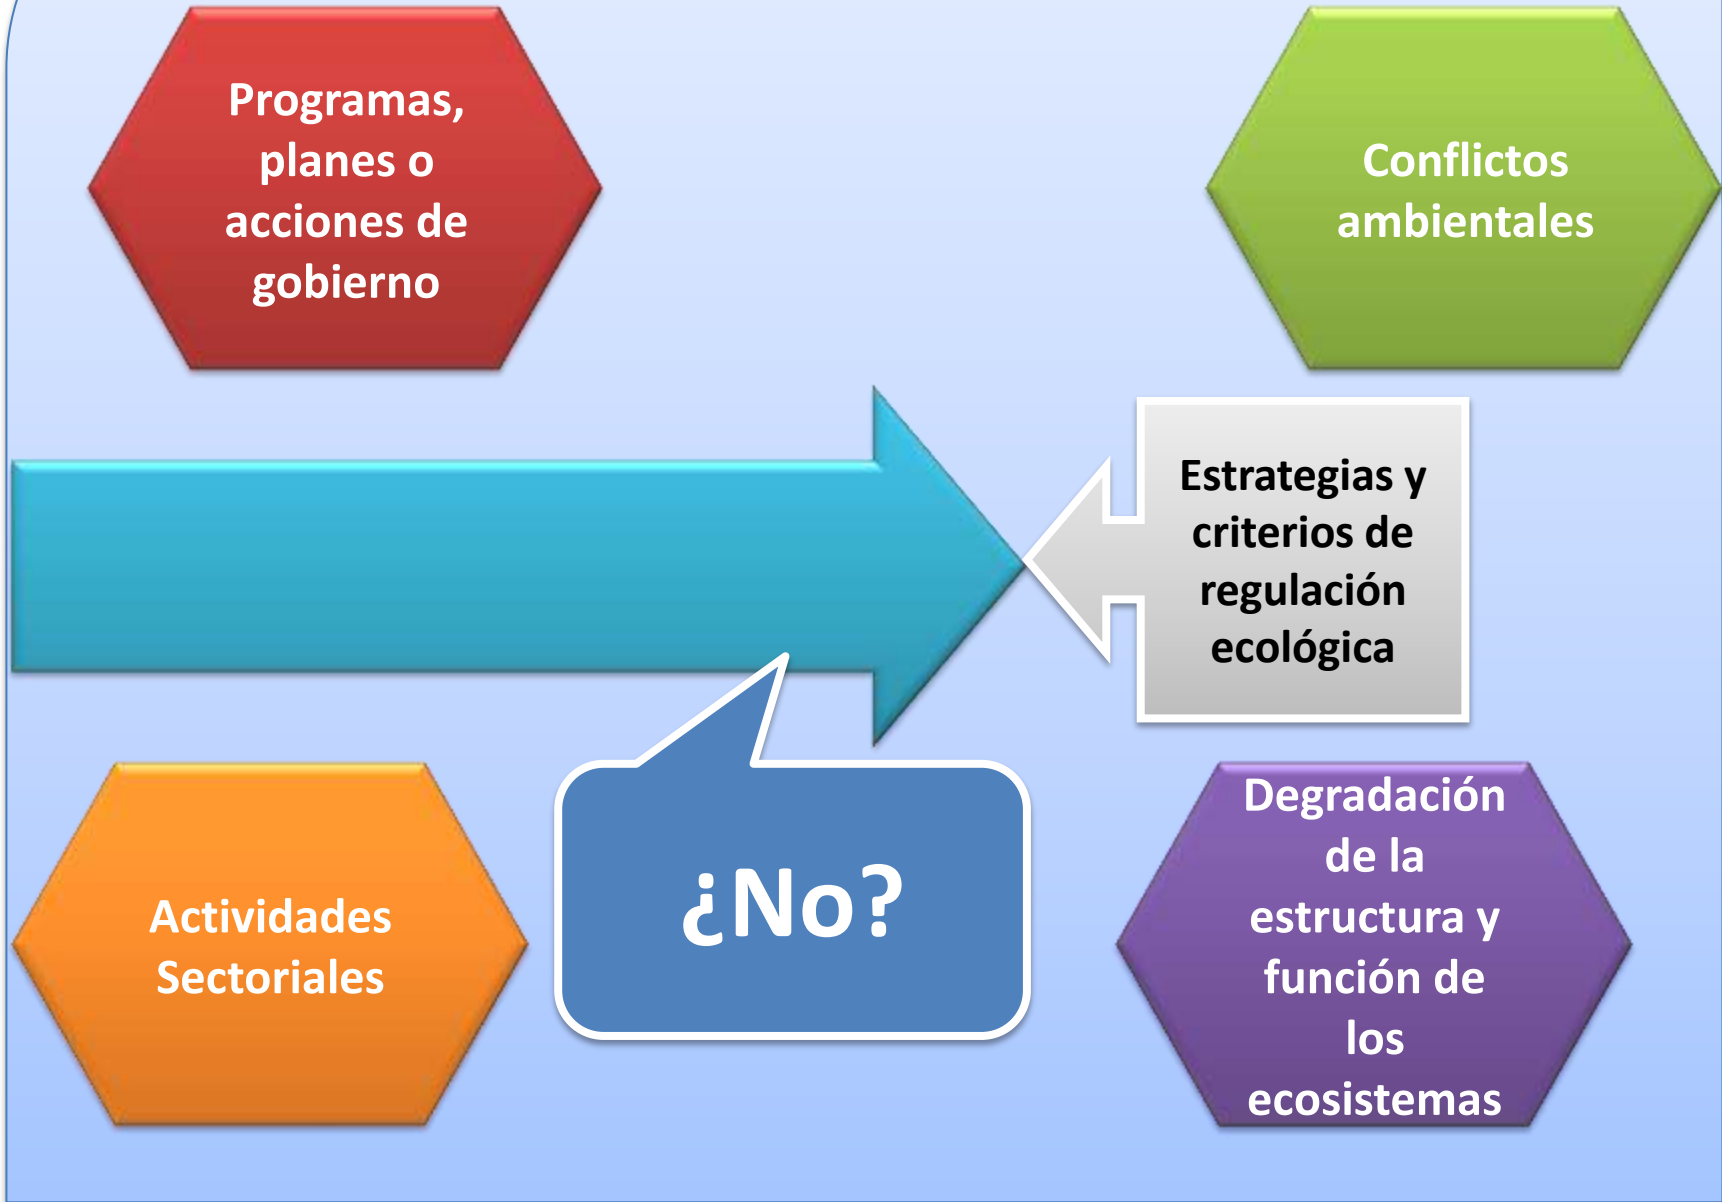 Programas,
planes o
acciones de
gobierno
Conflictos
ambientales
Estrategias y
criterios de
regulación
ecológica
Actividades
Sectoriales
¿No?
Degradación
de la
estructura y
función de
los
ecosistemas